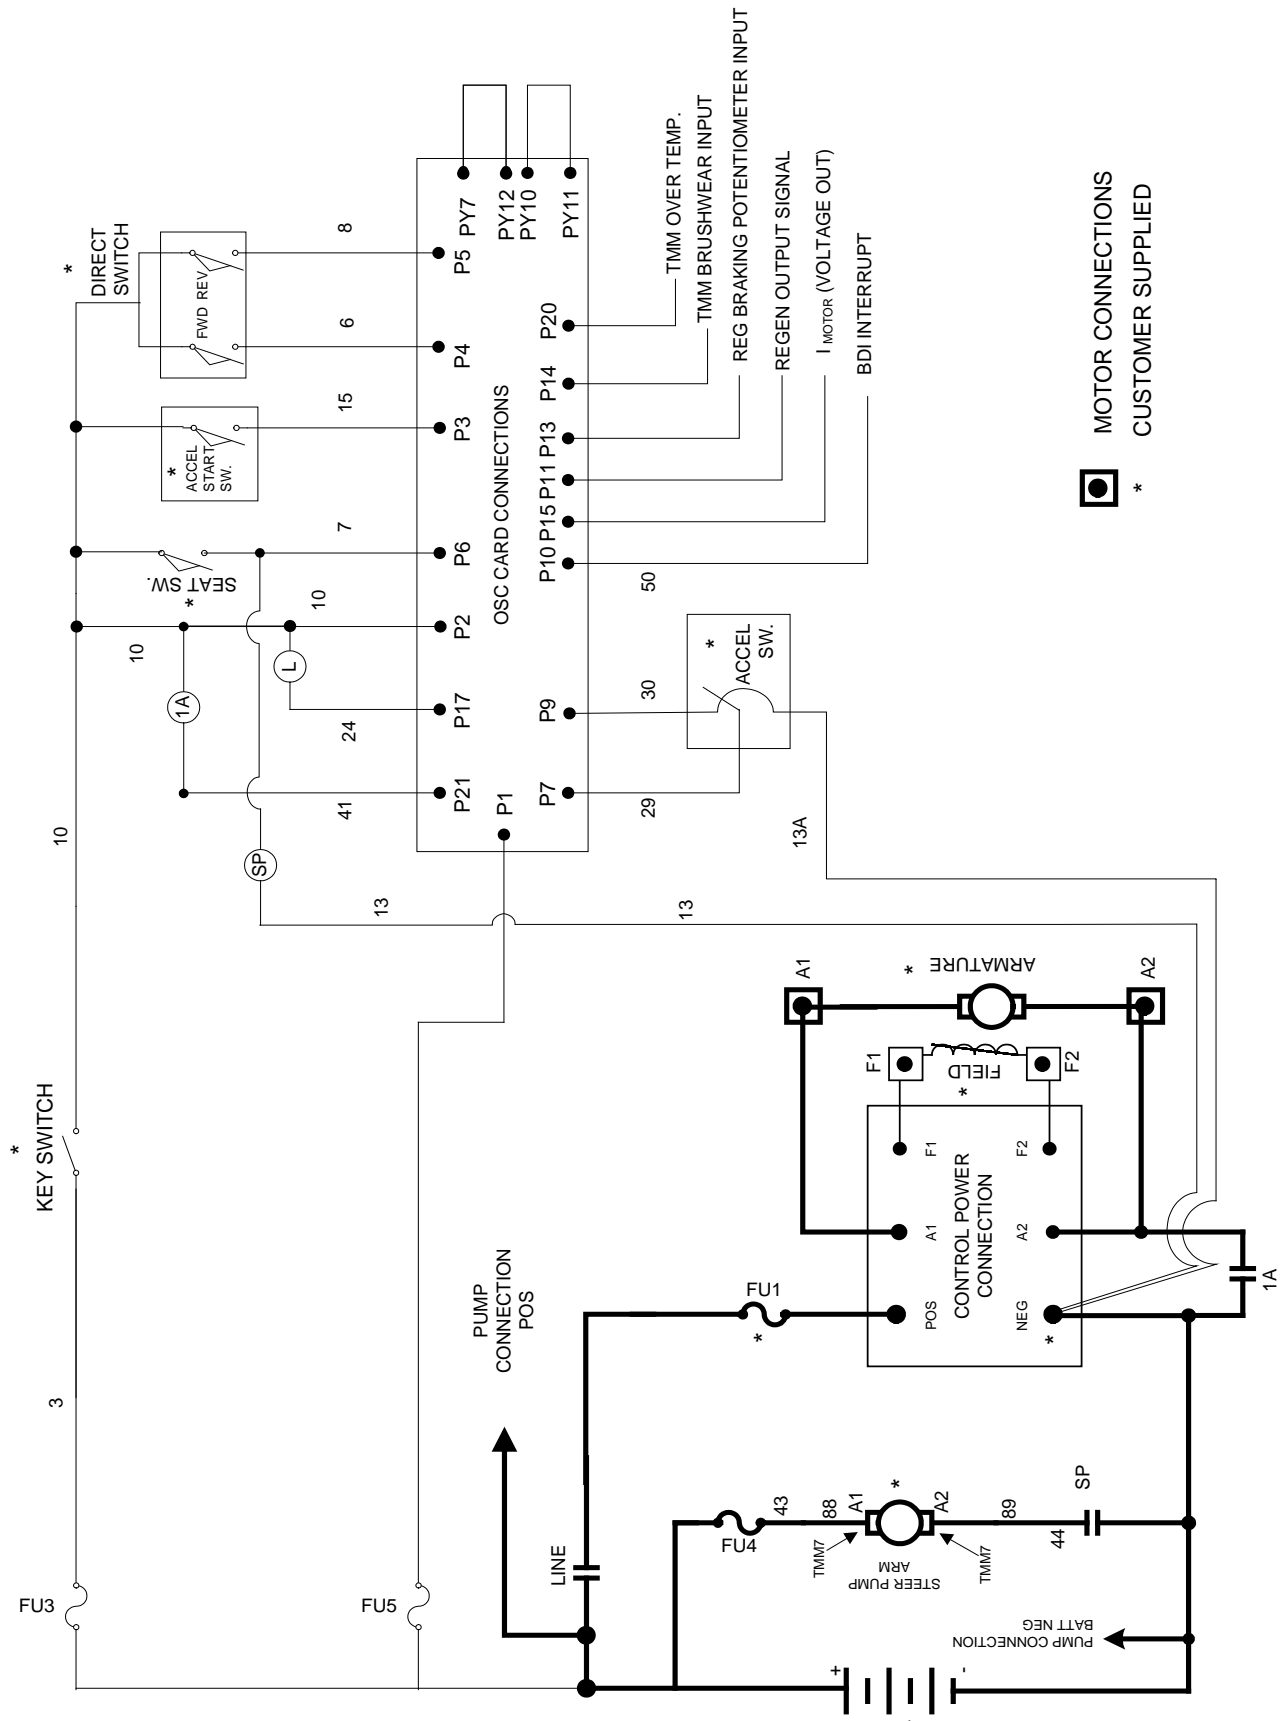 DIRECT
SWITCH
*
FWD REV
8
6
*
ACCEL
START
SW.
15
SEAT SW.
*
7
10
10
1A
L
24
41
SP
10
13
13
P5
P4
P3
P6
P2
P17
P21
P1
OSC CARD CONNECTIONS
PY7
PY12
PY10
PY11
P20
P14
P13
P11
P15
P10
P9
P7
TMM OVER TEMP.
TMM BRUSHWEAR INPUT
REG BRAKING POTENTIOMETER INPUT
REGEN OUTPUT SIGNAL
I MOTOR (VOLTAGE OUT)
BDI INTERRUPT
50
30
29
*
ACCEL
SW.
13A
MOTOR CONNECTIONS
* CUSTOMER SUPPLIED
*
KEY SWITCH
3
FU3
FU5
PUMP
CONNECTION
POS
LINE
FU1
*
A1
* ARMATURE
A2
F1
FIELD
*
F2
F1
F2
A1
A2
CONTROL POWER
CONNECTION
POS
NEG
*
1A
FU4
43
88
A1
*
A2
89
44
SP
TMM7
TMM7
STEER PUMP
ARM
PUMP CONNECTION
BATT NEG
+
-